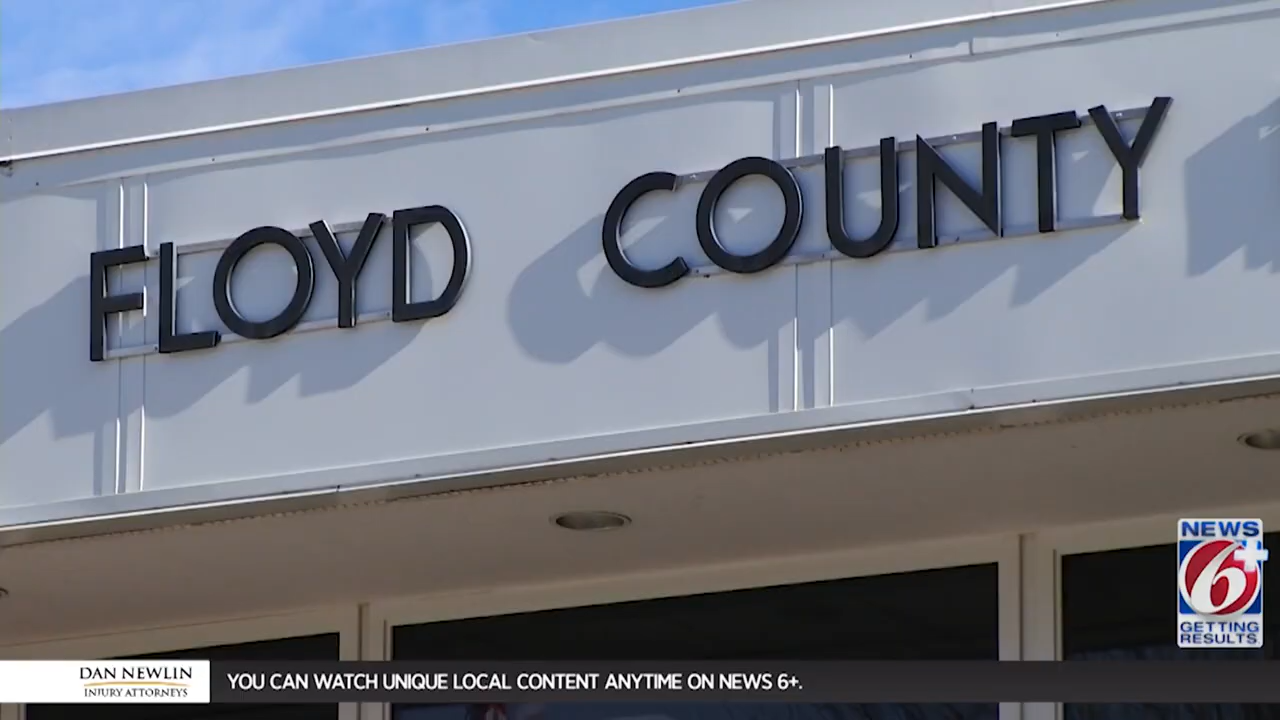 FLOYD COUNTY
NEWS
6+
GETTING
RESULTS
DAN NEWLIN
INJURY ATTORNEYS
YOU CAN WATCH UNIQUE LOCAL CONTENT ANYTIME ON NEWS 6+.